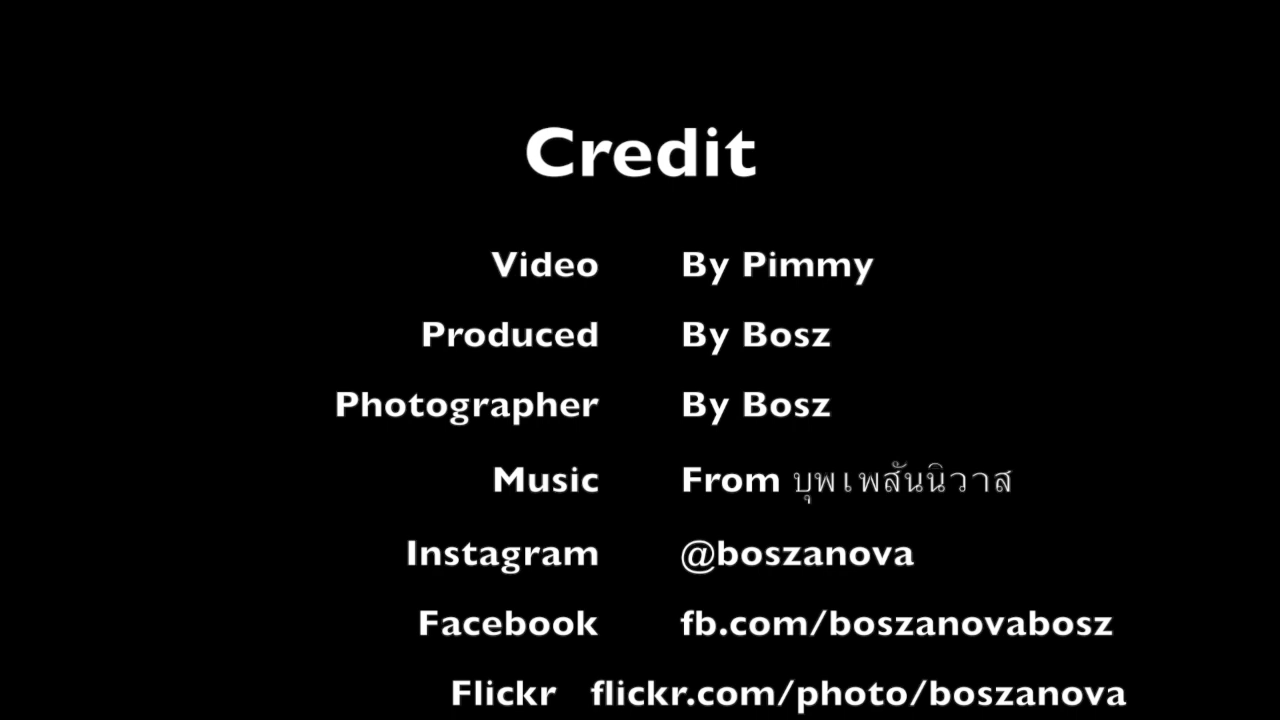 Credit
Video By Pimmy
Produced By Bosz
Photographer By Bosz
Music From บุพเพสันนิวาส
Instagram @boszanova
Facebook fb.com/boszanovabosz
Flickr flickr.com/photo/boszanova